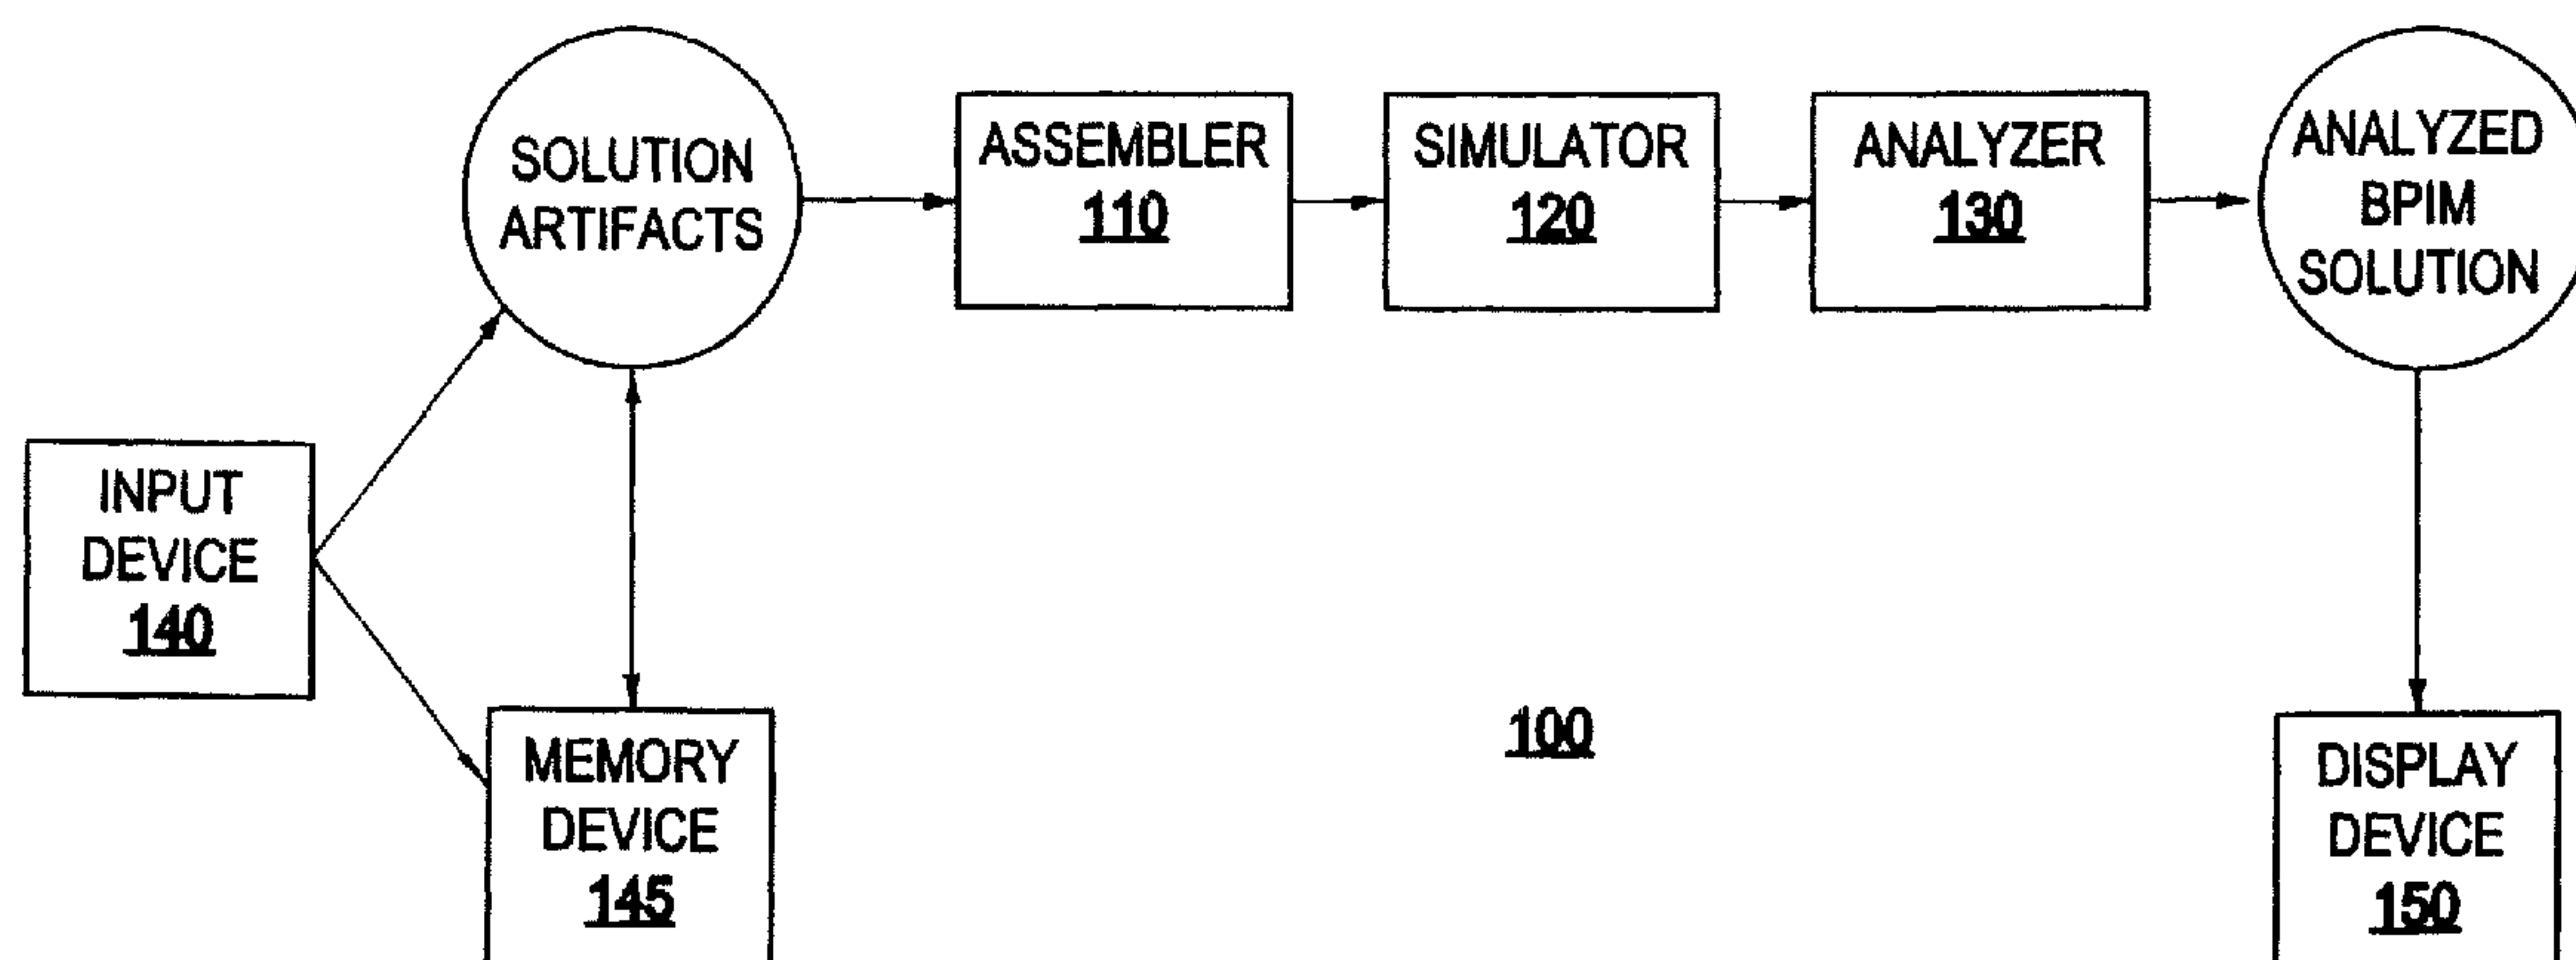 SOLUTION
ARTIFACTS
ASSEMBLER
110
SIMULATOR
120
ANALYZER
130
ANALYZED
BPIM
SOLUTION
INPUT
DEVICE
140
MEMORY
DEVICE
145
100
DISPLAY
DEVICE
150